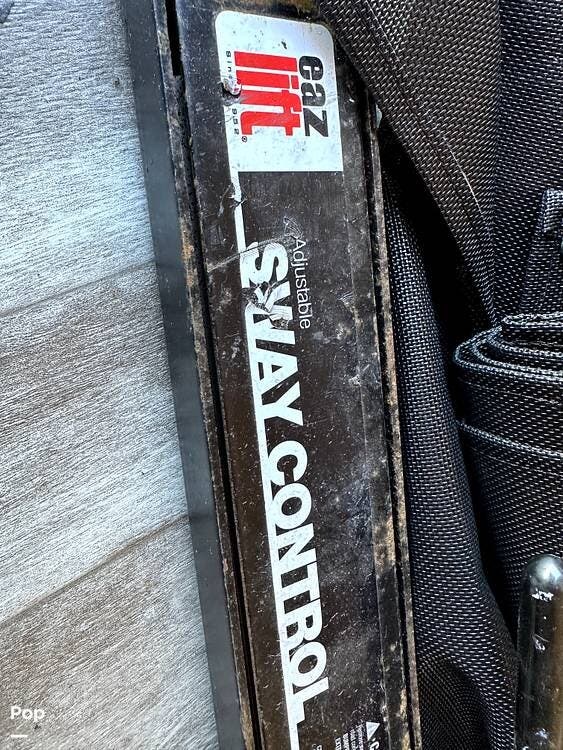 eaz
lift
Adjustable
SWAY CONTROL
Pop